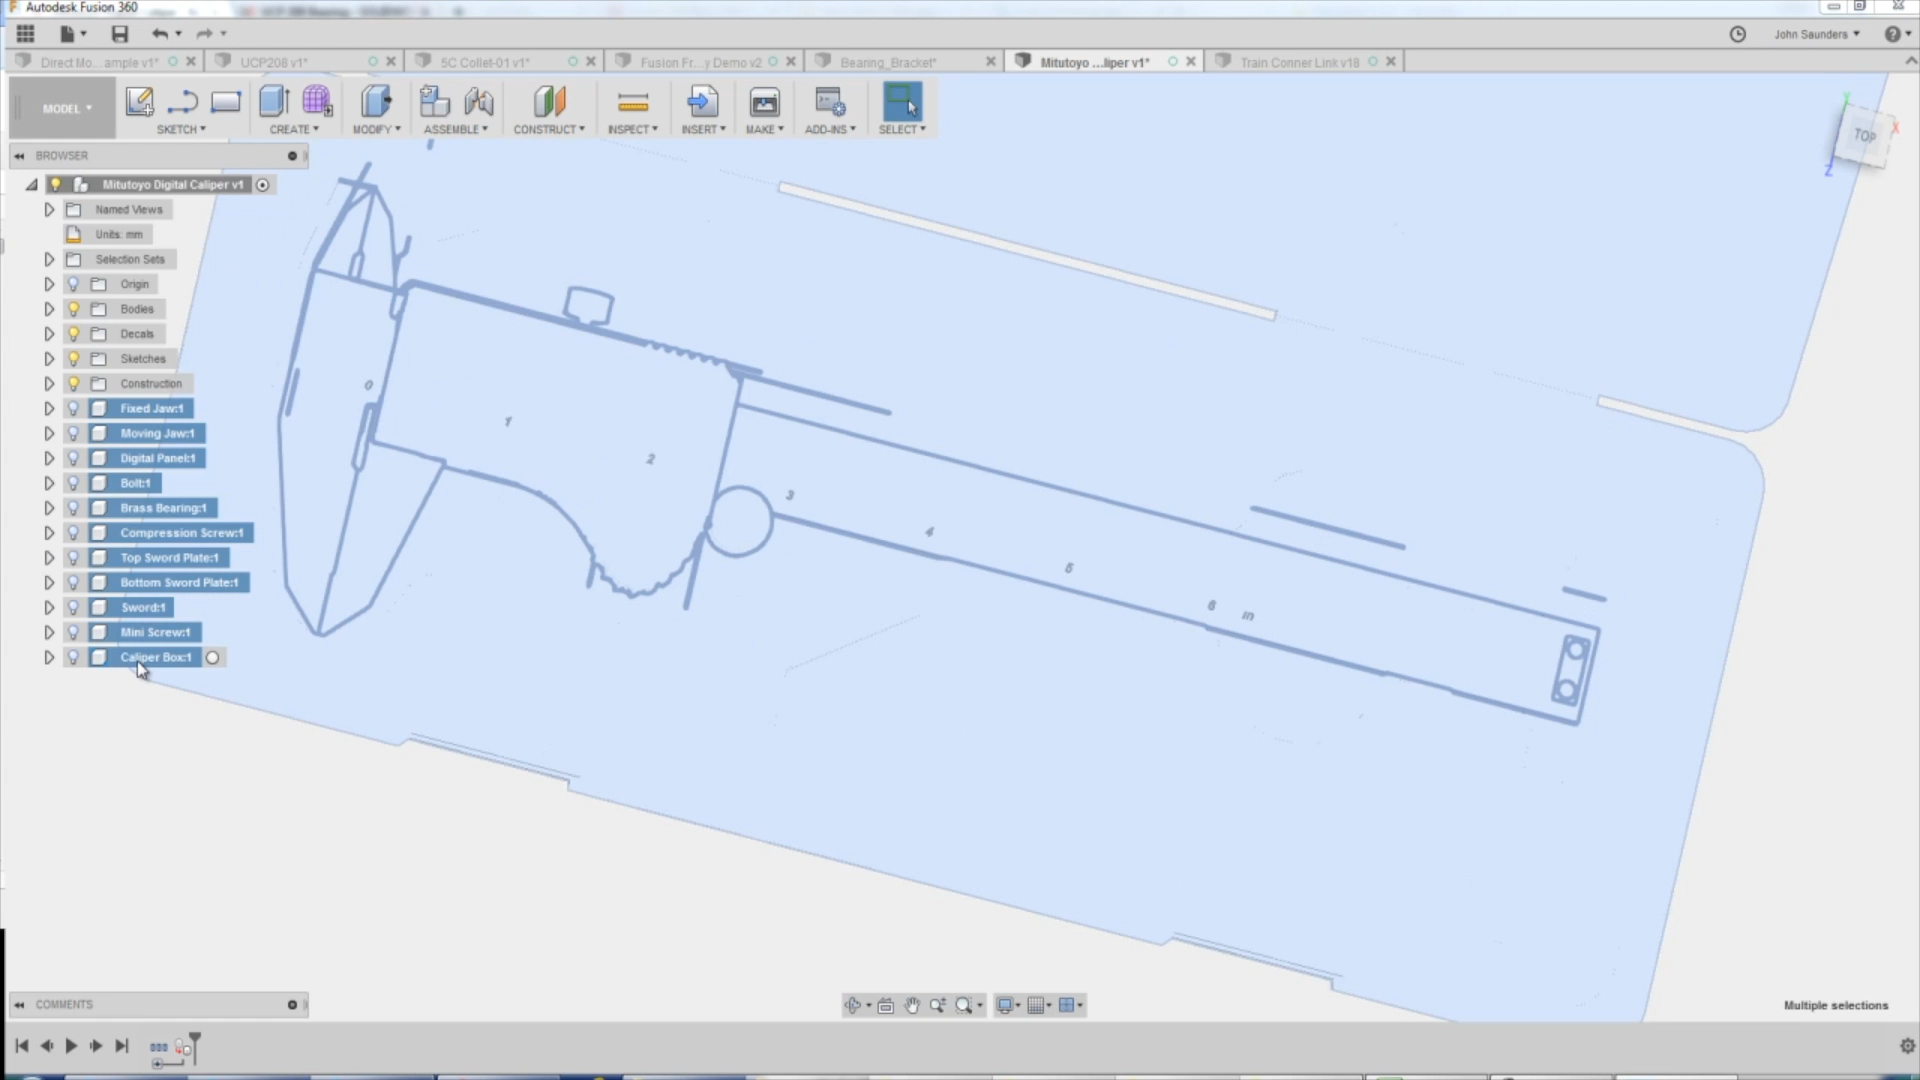 Autodesk Fusion 360
John Saunders
Direct Mo...ample v1*
UCP208 v1*
5C Collet-01 v1*
Fusion Fr...y Demo v2
Bearing_Bracket*
Mitutoyo ...liper v1*
Train Conner Link v18
MODEL
SKETCH
CREATE
MODIFY
ASSEMBLE
CONSTRUCT
INSPECT
INSERT
MAKE
ADD-INS
SELECT
TOP
X
Y
Z
BROWSER
Mitutoyo Digital Caliper v1
Named Views
Units: mm
Selection Sets
Origin
Bodies
Decals
Sketches
Construction
Fixed Jaw:1
Moving Jaw:1
Digital Panel:1
Bolt:1
Brass Bearing:1
Compression Screw:1
Top Sword Plate:1
Bottom Sword Plate:1
Sword:1
Mini Screw:1
Caliper Box:1
0
1
2
3
4
5
6 in
COMMENTS
Multiple selections